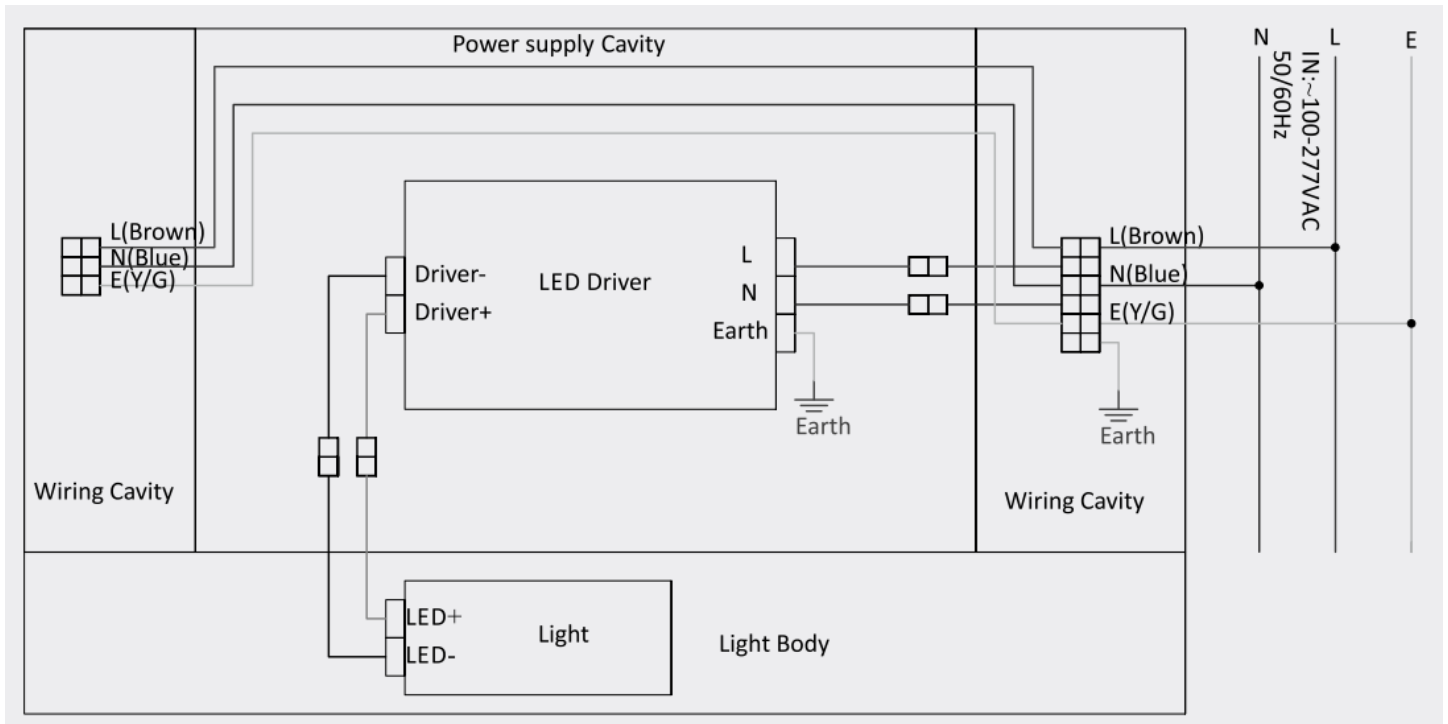 Power supply Cavity
N
L
E
IN:~100-277VAC
50/60Hz
L(Brown)
N(Blue)
E(Y/G)
Driver-
Driver+
LED Driver
L
N
Earth
Earth
L(Brown)
N(Blue)
E(Y/G)
Earth
Wiring Cavity
Wiring Cavity
LED+
LED-
Light
Light Body